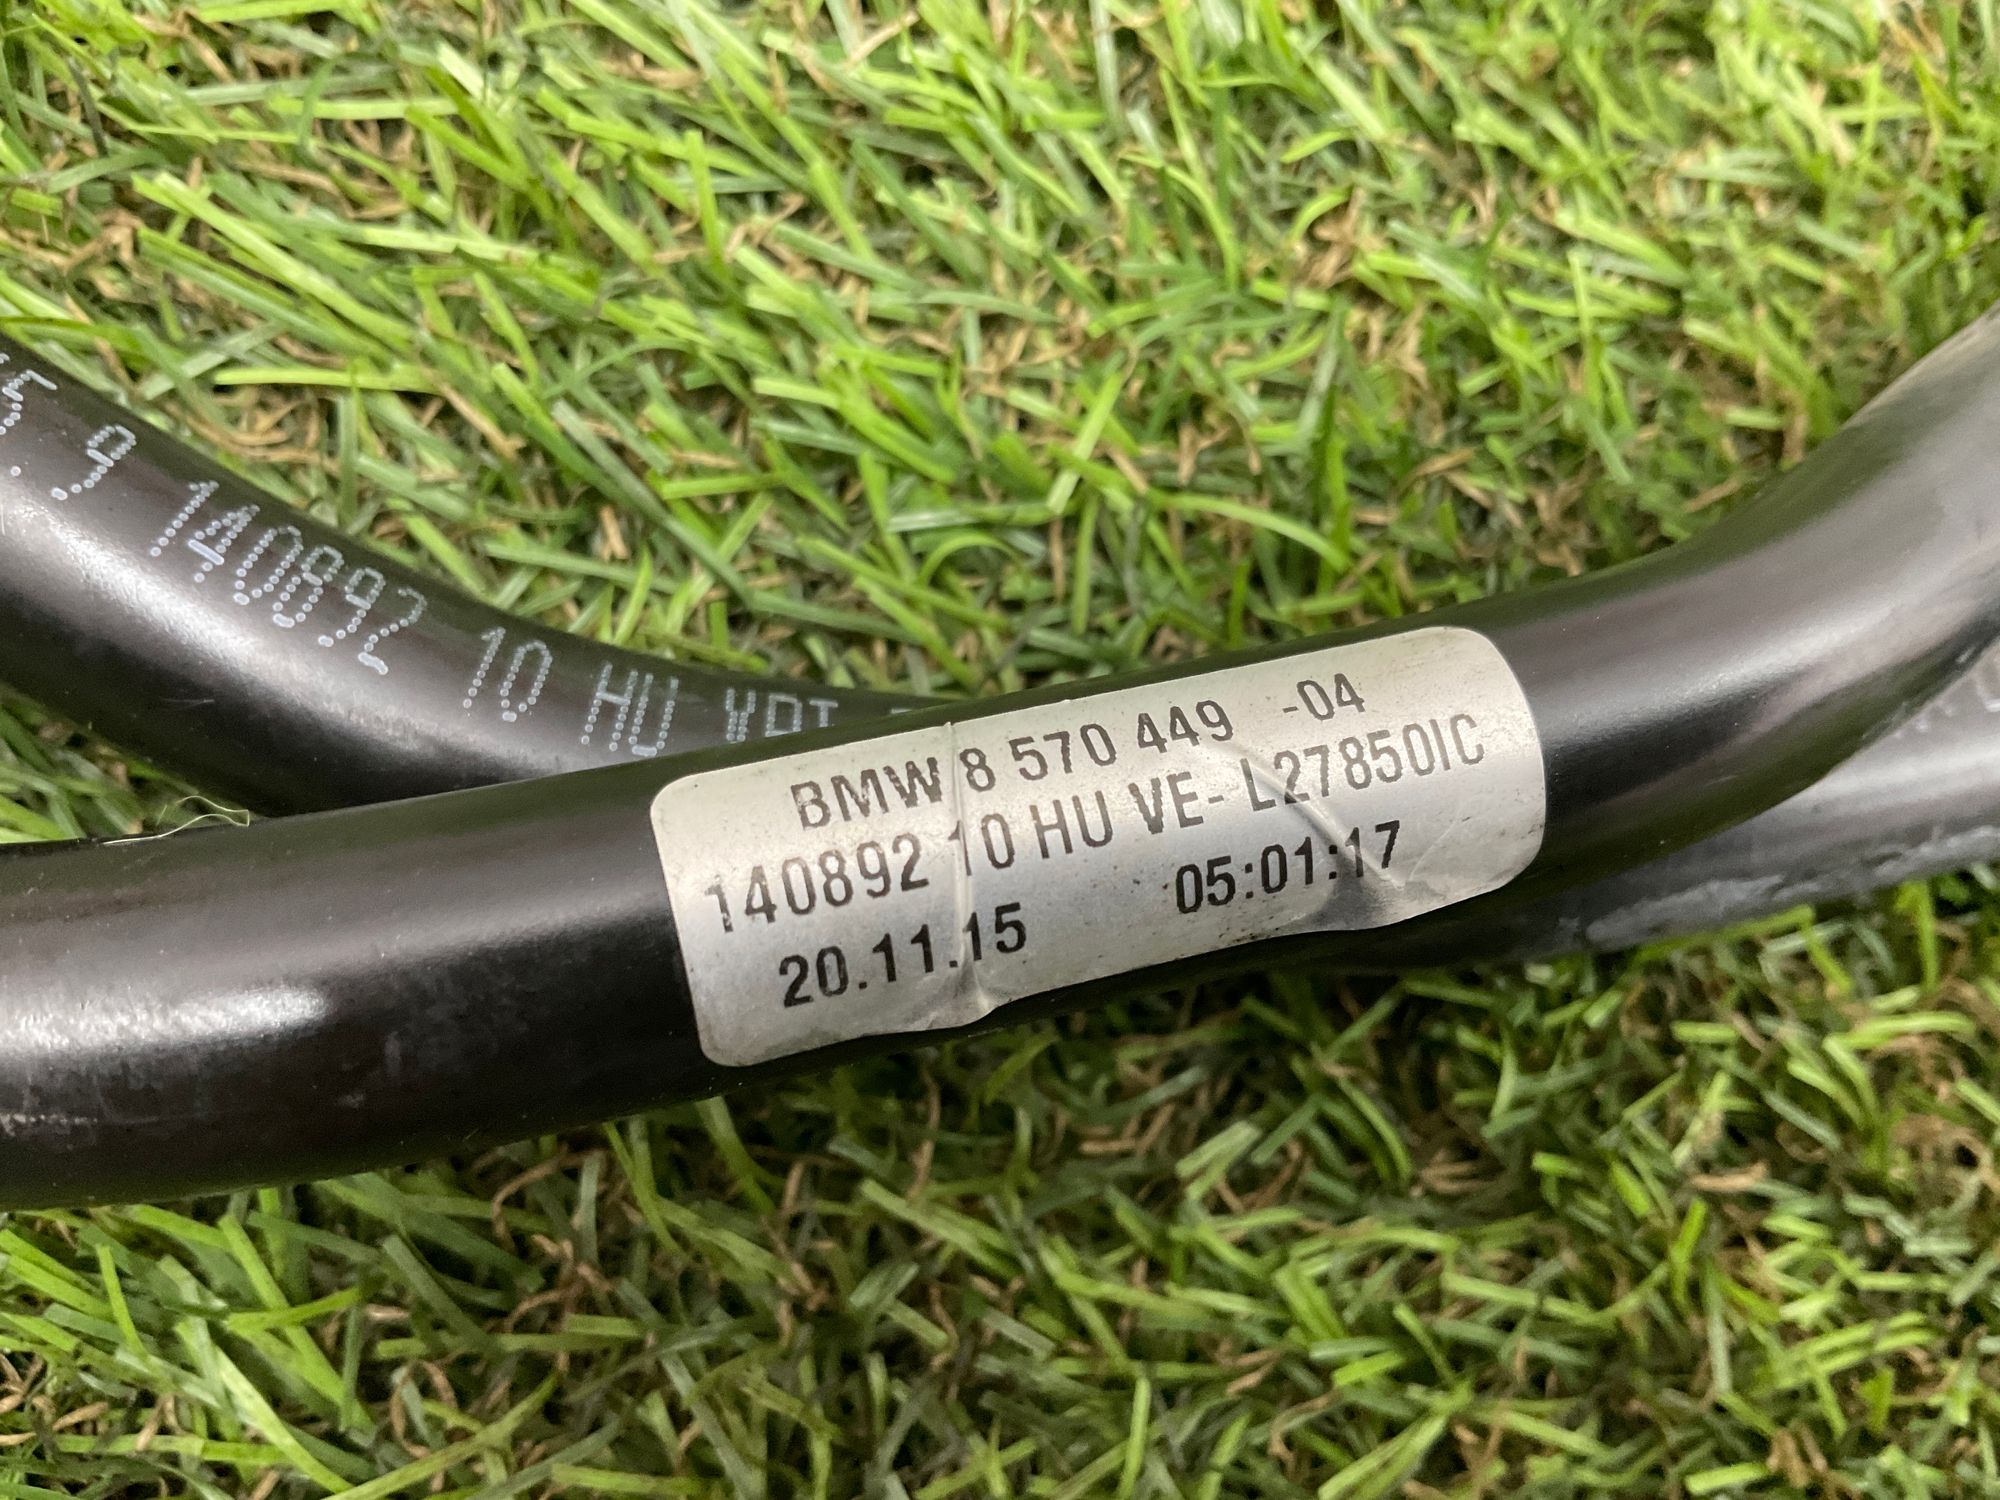 140892 10 HU
BMW 8 570 449 -04
140892 10 HU VE- L27850IC
20.11.15 05:01:17